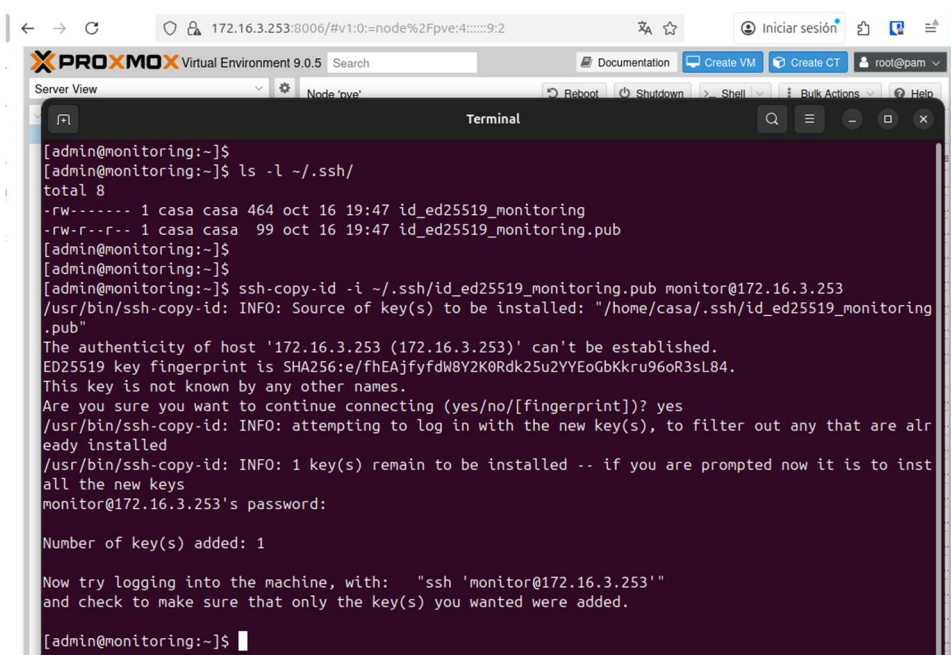 172.16.3.253:8006/#v1:0:=node%2Fpve:4::::::9:2
Iniciar sesión
PROXMOX Virtual Environment 9.0.5 Search
Documentation Create VM Create CT root@pam
Server View
Node 'pve' Reboot Shutdown >_ Shell Bulk Actions Help
Terminal
[admin@monitoring:~]$
[admin@monitoring:~]$ ls -l ~/.ssh/
total 8
-rw------- 1 casa casa 464 oct 16 19:47 id_ed25519_monitoring
-rw-r--r-- 1 casa casa  99 oct 16 19:47 id_ed25519_monitoring.pub
[admin@monitoring:~]$
[admin@monitoring:~]$
[admin@monitoring:~]$ ssh-copy-id -i ~/.ssh/id_ed25519_monitoring.pub monitor@172.16.3.253
/usr/bin/ssh-copy-id: INFO: Source of key(s) to be installed: "/home/casa/.ssh/id_ed25519_monitoring
.pub"
The authenticity of host '172.16.3.253 (172.16.3.253)' can't be established.
ED25519 key fingerprint is SHA256:e/fhEAjfyfdW8Y2K0Rdk25u2YYEoGbKkru96oR3sL84.
This key is not known by any other names.
Are you sure you want to continue connecting (yes/no/[fingerprint])? yes
/usr/bin/ssh-copy-id: INFO: attempting to log in with the new key(s), to filter out any that are alr
eady installed
/usr/bin/ssh-copy-id: INFO: 1 key(s) remain to be installed -- if you are prompted now it is to inst
all the new keys
monitor@172.16.3.253's password:
Number of key(s) added: 1
Now try logging into the machine, with:   "ssh 'monitor@172.16.3.253'"
and check to make sure that only the key(s) you wanted were added.
[admin@monitoring:~]$